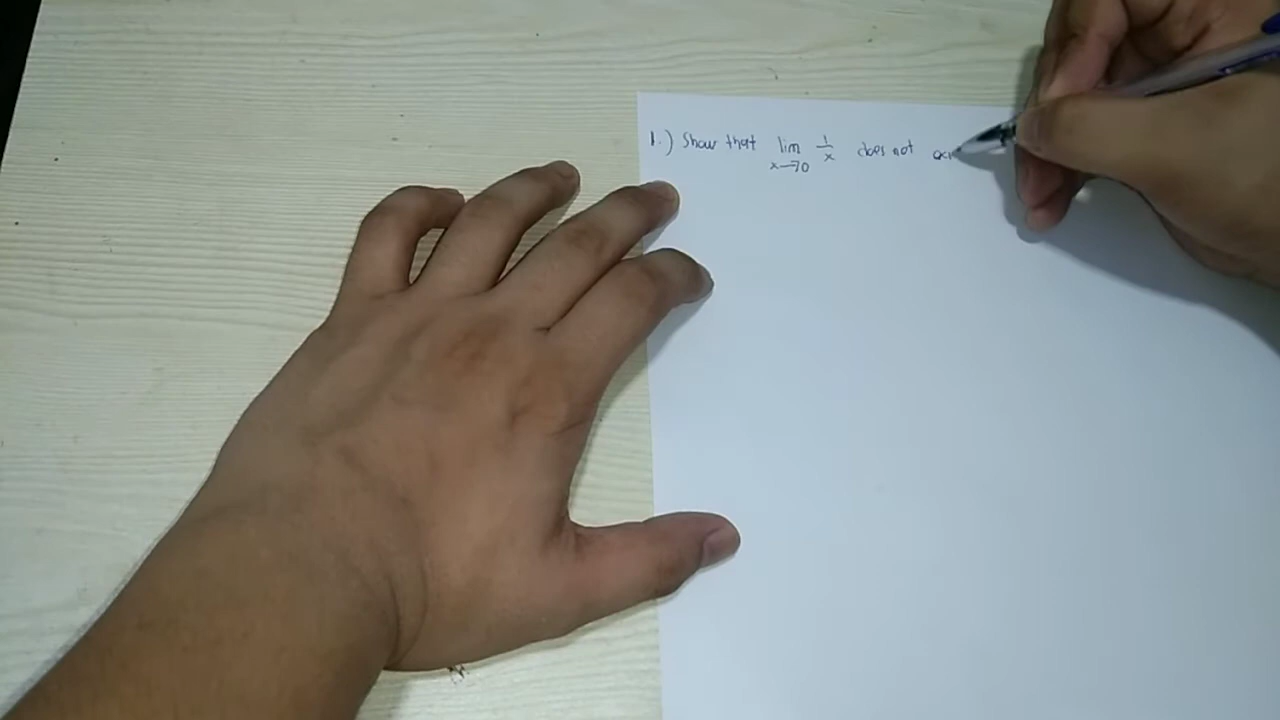 1.) Show that lim x→0 1/x does not